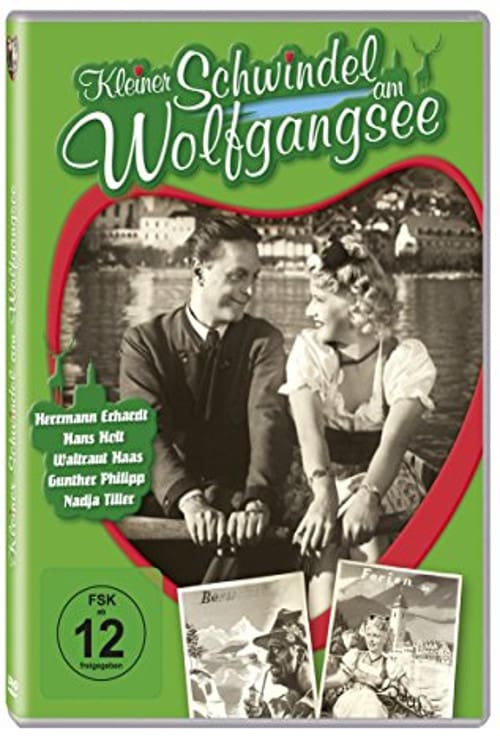 Kleiner Schwindel am
Wolfgangsee
Herrmann Erhardt
Hans Holt
Waltraut Haas
Gunther Philipp
Nadja Tiller
FSK
ab
12
freigegeben
Ferien
Kleiner Schwindel am Wolfgangsee